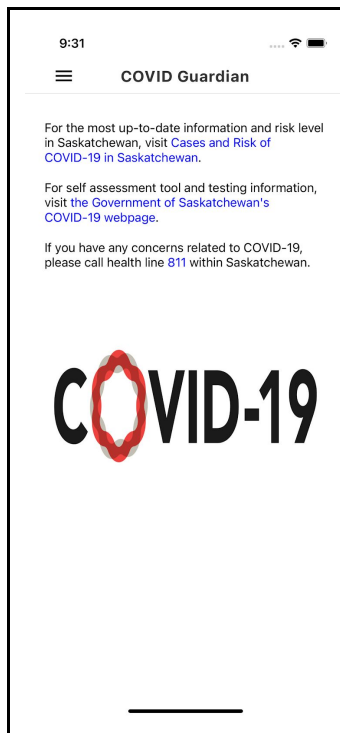 9:31
COVID Guardian
For the most up-to-date information and risk level
in Saskatchewan, visit Cases and Risk of
COVID-19 in Saskatchewan.
For self assessment tool and testing information,
visit the Government of Saskatchewan's
COVID-19 webpage.
If you have any concerns related to COVID-19,
please call health line 811 within Saskatchewan.
COVID-19